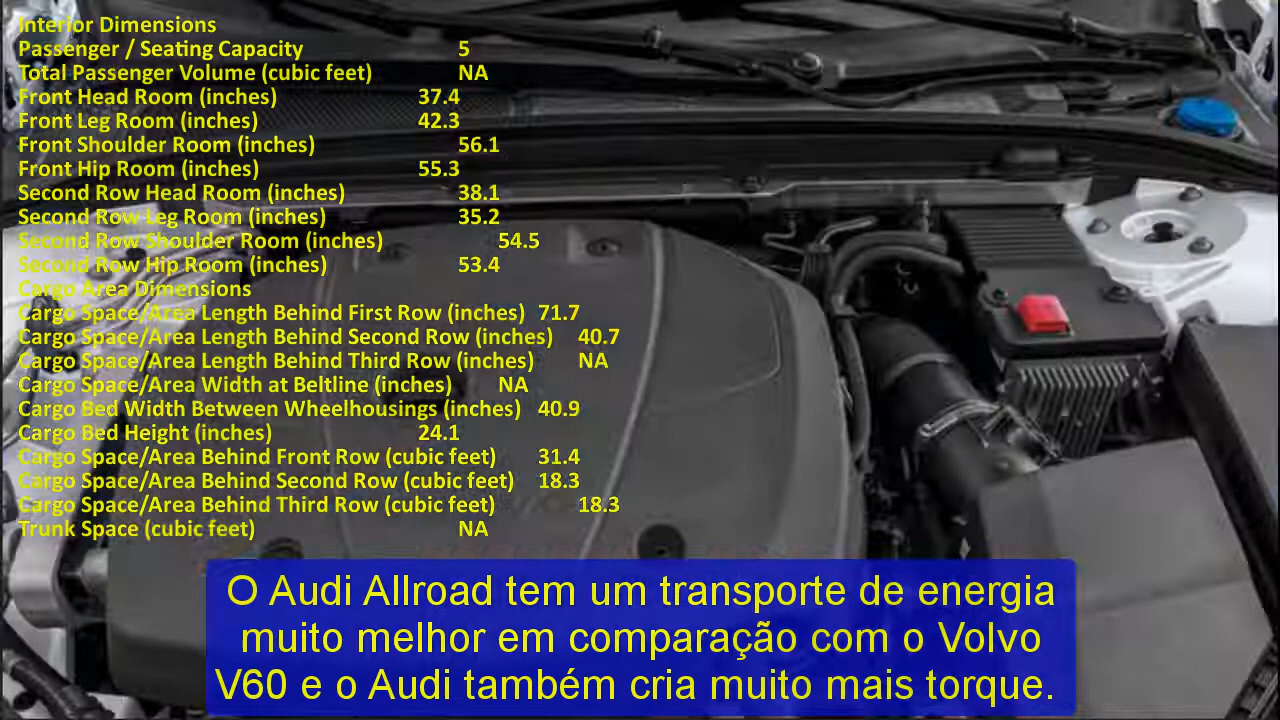 Interior Dimensions
Passenger / Seating Capacity 5
Total Passenger Volume (cubic feet) NA
Front Head Room (inches) 37.4
Front Leg Room (inches) 42.3
Front Shoulder Room (inches) 56.1
Front Hip Room (inches) 55.3
Second Row Head Room (inches) 38.1
Second Row Leg Room (inches) 35.2
Second Row Shoulder Room (inches) 54.5
Second Row Hip Room (inches) 53.4
Cargo Area Dimensions
Cargo Space/Area Length Behind First Row (inches) 71.7
Cargo Space/Area Length Behind Second Row (inches) 40.7
Cargo Space/Area Length Behind Third Row (inches) NA
Cargo Space/Area Width at Beltline (inches) NA
Cargo Bed Width Between Wheelhousings (inches) 40.9
Cargo Bed Height (inches) 24.1
Cargo Space/Area Behind Front Row (cubic feet) 31.4
Cargo Space/Area Behind Second Row (cubic feet) 18.3
Cargo Space/Area Behind Third Row (cubic feet) 18.3
Trunk Space (cubic feet) NA
O Audi Allroad tem um transporte de energia
muito melhor em comparação com o Volvo
V60 e o Audi também cria muito mais torque.